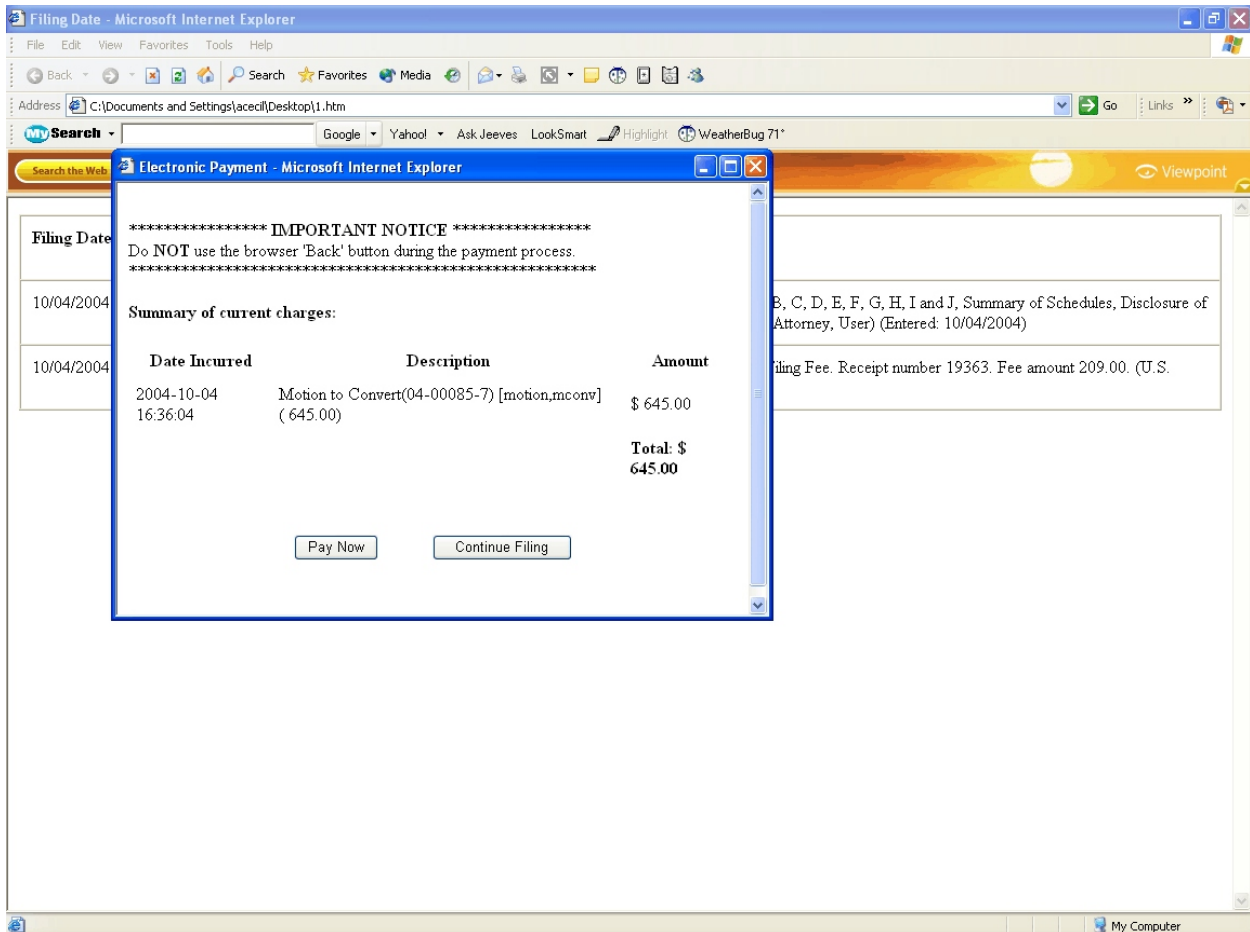 Filing Date - Microsoft Internet Explorer
File Edit View Favorites Tools Help
Back Search Favorites Media
Address C:\Documents and Settings\acecil\Desktop\1.htm Go Links »
My Search Google Yahoo! Ask Jeeves LookSmart Highlight WeatherBug 71°
Search the Web Viewpoint
Electronic Payment - Microsoft Internet Explorer
**************** IMPORTANT NOTICE ****************
Do NOT use the browser 'Back' button during the payment process.
******************************************************
Summary of current charges:
Date Incurred Description Amount
2004-10-04 Motion to Convert(04-00085-7) [motion,mconv] $ 645.00
16:36:04 ( 645.00)
Total: $
645.00
Pay Now Continue Filing
Filing Date
10/04/2004 B, C, D, E, F, G, H, I and J, Summary of Schedules, Disclosure of
Attorney, User) (Entered: 10/04/2004)
10/04/2004 iling Fee. Receipt number 19363. Fee amount 209.00. (U.S.
My Computer